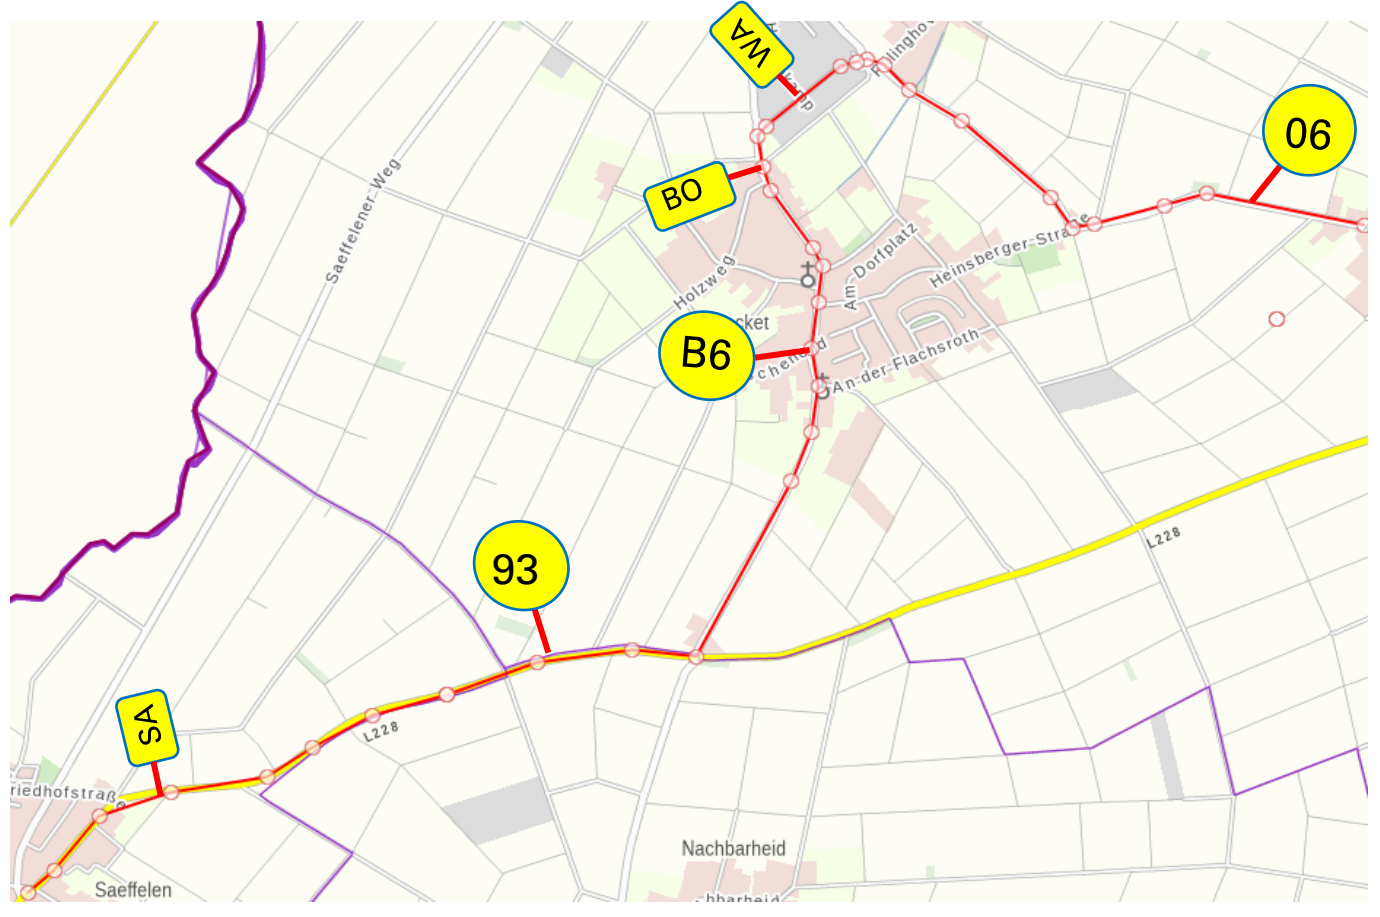 WA
kamp
06
BO
Saeffelener-Weg
Am Dorfplatz
Heinsberger-Straße
Holzweg
B6
An-der-Flachsroth
L228
93
SA
L228
Nachbarheid
Saeffelen